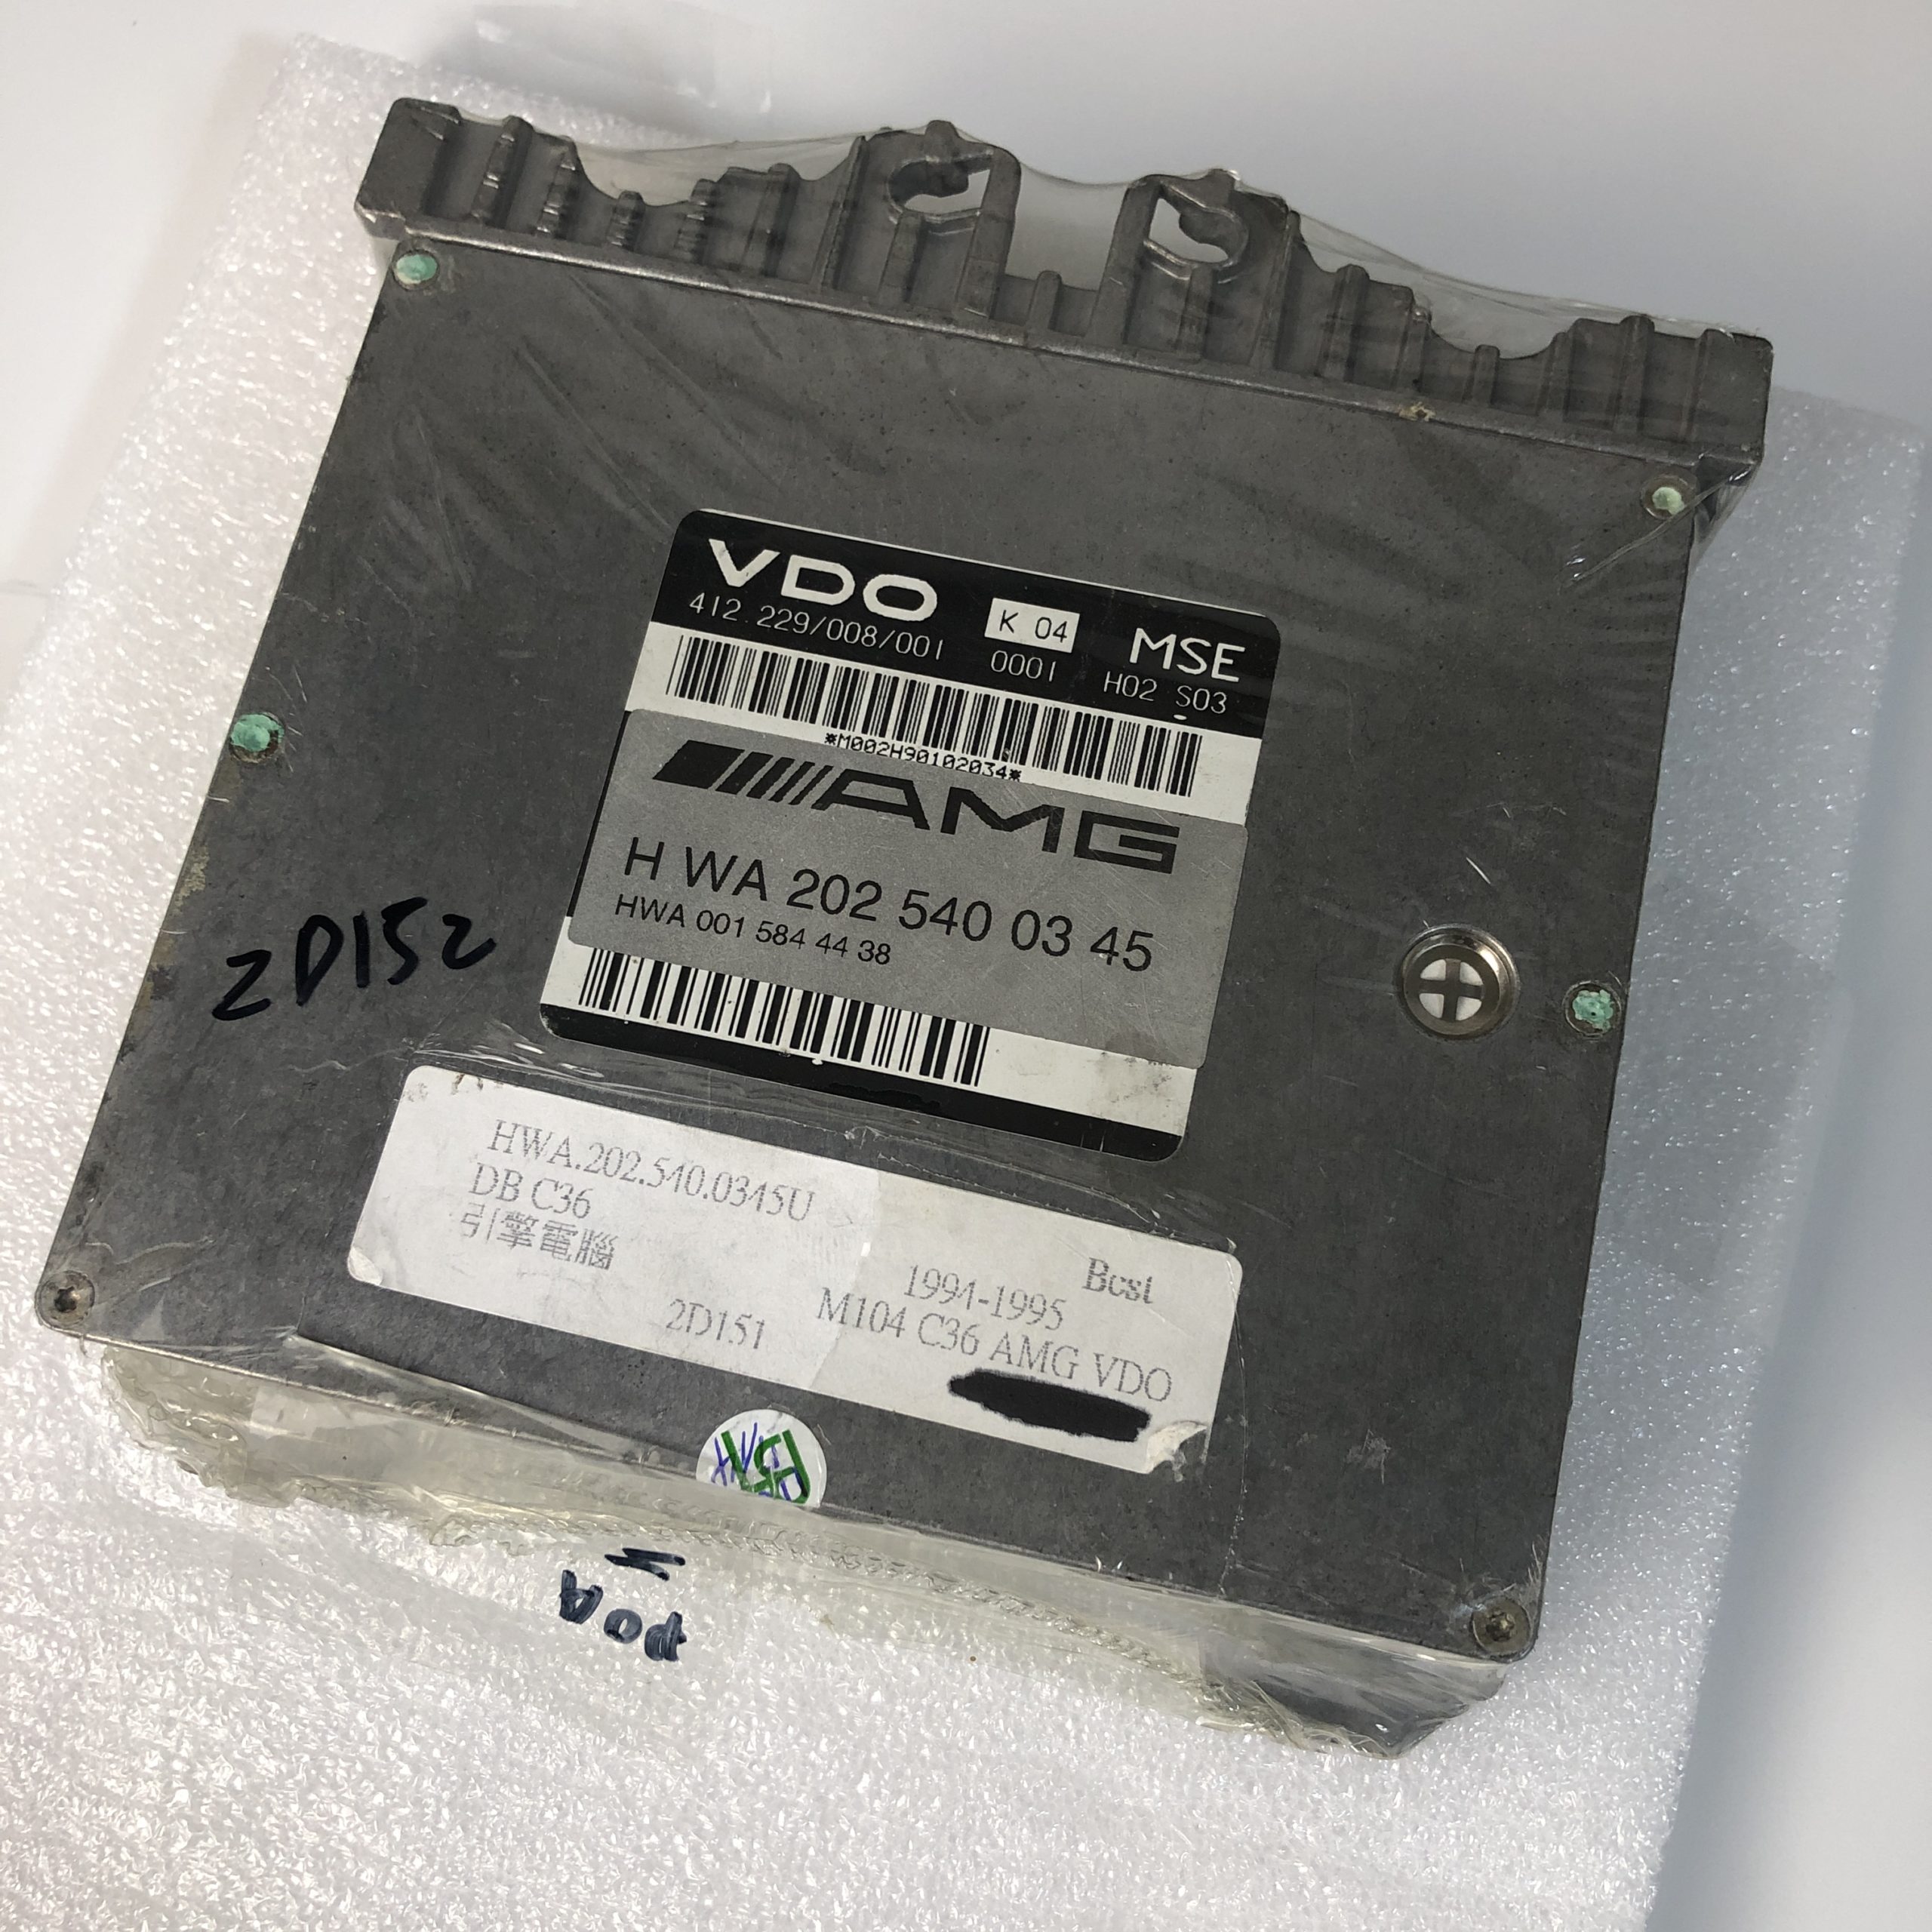 VDO K 04 MSE
412.229/008/001 0001 H02 S03
*M002H90102034*
AMG
H WA 202 540 03 45
HWA 001 584 44 38
2D152
HWA.202.540.0345U
DB C36
引擎電腦
2D151
Best
1994-1995
M104 C36 AMG VDO